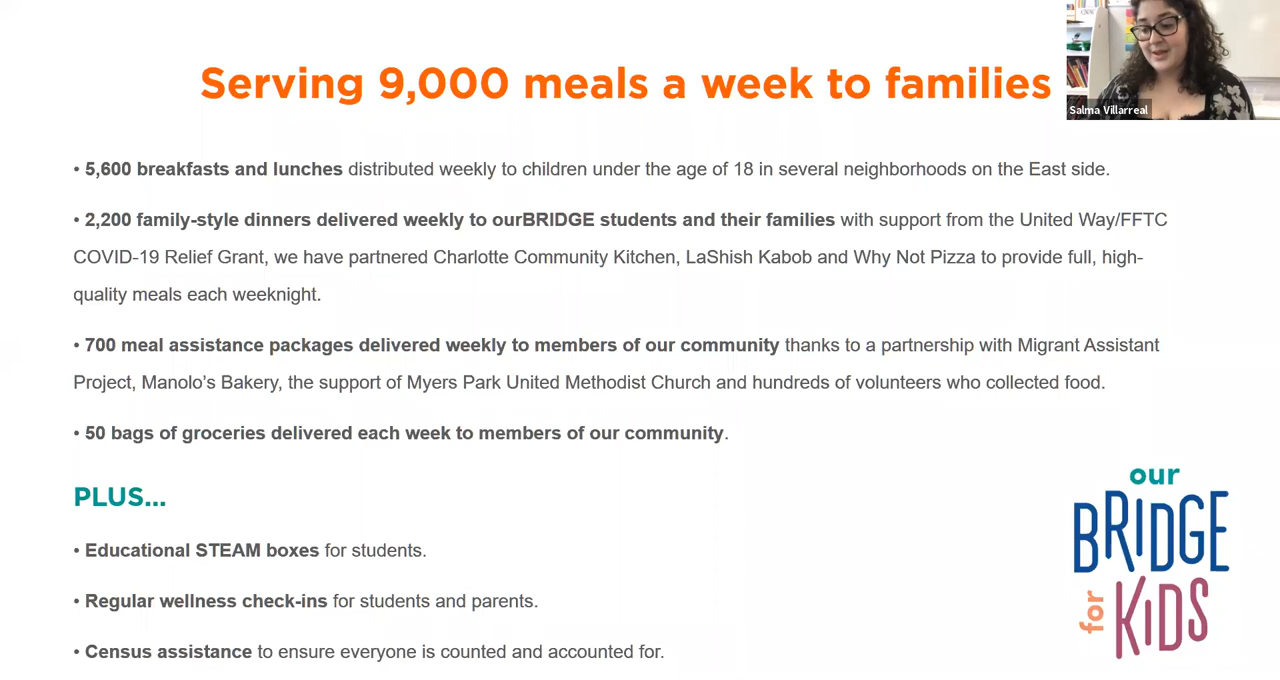 Serving 9,000 meals a week to families
Salma Villarreal
• 5,600 breakfasts and lunches distributed weekly to children under the age of 18 in several neighborhoods on the East side.
• 2,200 family-style dinners delivered weekly to ourBRIDGE students and their families with support from the United Way/FFTC
COVID-19 Relief Grant, we have partnered Charlotte Community Kitchen, LaShish Kabob and Why Not Pizza to provide full, high-
quality meals each weeknight.
• 700 meal assistance packages delivered weekly to members of our community thanks to a partnership with Migrant Assistant
Project, Manolo’s Bakery, the support of Myers Park United Methodist Church and hundreds of volunteers who collected food.
• 50 bags of groceries delivered each week to members of our community.
PLUS...
• Educational STEAM boxes for students.
• Regular wellness check-ins for students and parents.
• Census assistance to ensure everyone is counted and accounted for.
our
BRIDGE
for KiDS